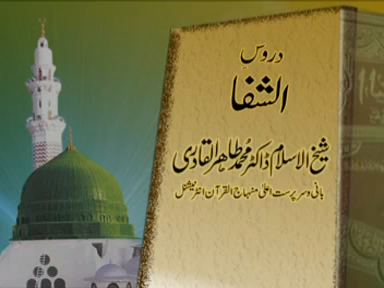 دروسِ
الشفا
شیخ الاسلام ڈاکٹر محمد طاہر القادری
بانی و سرپرست اعلیٰ منہاج القرآن انٹرنیشنل